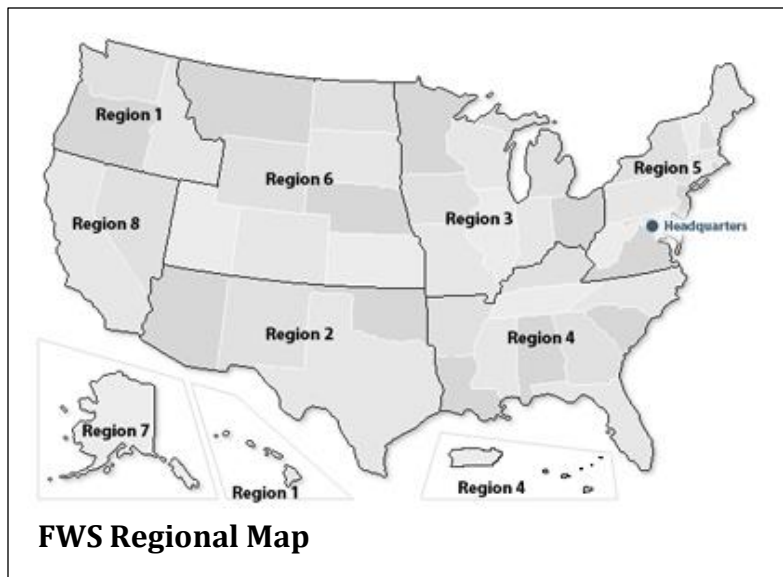 Region 1
Region 5
Region 6
Region 3
Region 8
Headquarters
Region 2
Region 4
Region 7
Region 1
Region 4
FWS Regional Map